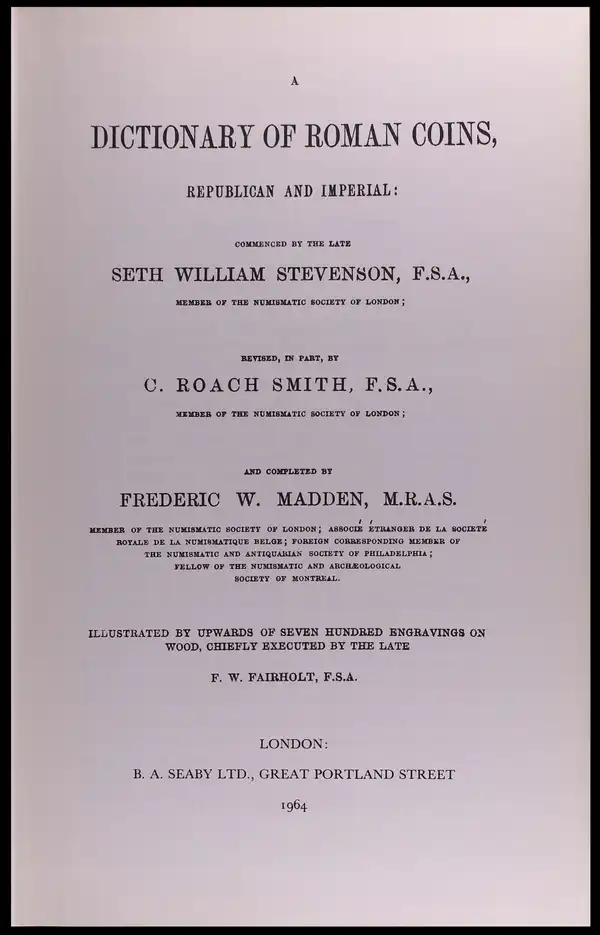 A
DICTIONARY OF ROMAN COINS,
REPUBLICAN AND IMPERIAL:
COMMENCED BY THE LATE
SETH WILLIAM STEVENSON, F.S.A.,
MEMBER OF THE NUMISMATIC SOCIETY OF LONDON;
REVISED, IN PART, BY
C. ROACH SMITH, F.S.A.,
MEMBER OF THE NUMISMATIC SOCIETY OF LONDON;
AND COMPLETED BY
FREDERIC W. MADDEN, M.R.A.S.
MEMBER OF THE NUMISMATIC SOCIETY OF LONDON; ASSOCIÉ ÉTRANGER DE LA SOCIETÉ
ROYALE DE LA NUMISMATIQUE BELGE; FOREIGN CORRESPONDING MEMBER OF
THE NUMISMATIC AND ANTIQUARIAN SOCIETY OF PHILADELPHIA;
FELLOW OF THE NUMISMATIC AND ARCHÆOLOGICAL
SOCIETY OF MONTREAL.
ILLUSTRATED BY UPWARDS OF SEVEN HUNDRED ENGRAVINGS ON
WOOD, CHIEFLY EXECUTED BY THE LATE
F. W. FAIRHOLT, F.S.A.
LONDON:
B. A. SEABY LTD., GREAT PORTLAND STREET
1964